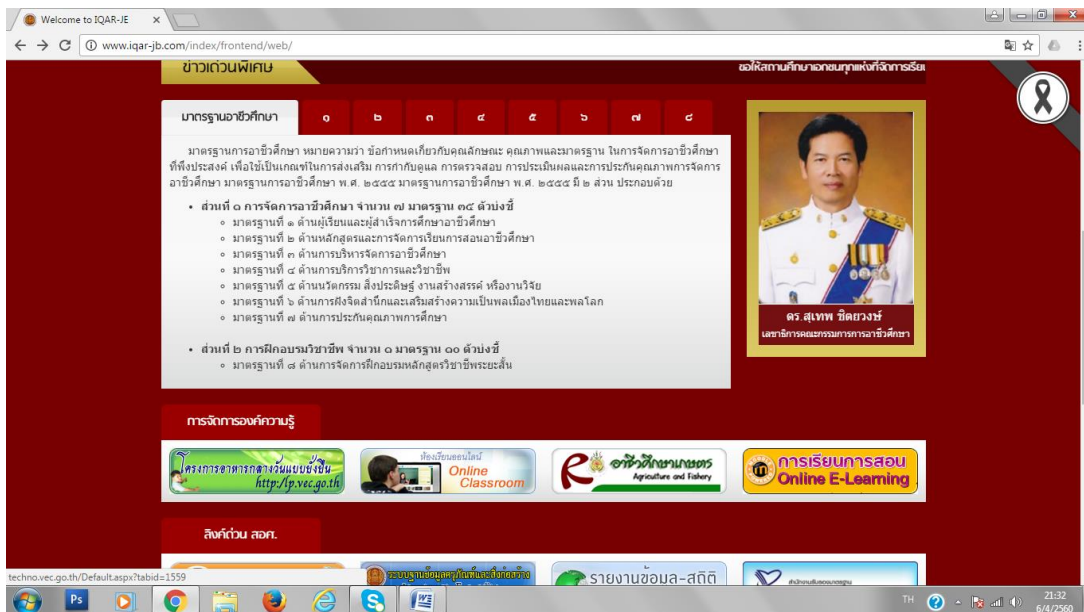 Welcome to IQAR-JE
www.iqar-jb.com/index/frontend/web/
ข่าวเด่นพิเศษ
ขอให้สถานศึกษาเอกชนทุกแห่งที่จัดการเรีย
มาตรฐานอาชีวศึกษา ๑ ๒ ๓ ๔ ๕ ๖ ๗ ๘
มาตรฐานการอาชีวศึกษา หมายความว่า ข้อกำหนดเกี่ยวกับคุณลักษณะ คุณภาพและมาตรฐาน ในการจัดการอาชีวศึกษา
ที่พึงประสงค์ เพื่อใช้เป็นเกณฑ์ในการส่งเสริม การกำกับดูแล การตรวจสอบ การประเมินผลและการประกันคุณภาพการจัดการ
อาชีวศึกษา มาตรฐานการอาชีวศึกษา พ.ศ. ๒๕๕๕ มาตรฐานการอาชีวศึกษา พ.ศ. ๒๕๕๕ มี ๒ ส่วน ประกอบด้วย
ส่วนที่ ๑ การจัดการอาชีวศึกษา จำนวน ๗ มาตรฐาน ๓๕ ตัวบ่งชี้
มาตรฐานที่ ๑ ด้านผู้เรียนและผู้สำเร็จการศึกษาอาชีวศึกษา
มาตรฐานที่ ๒ ด้านหลักสูตรและการจัดการเรียนการสอนอาชีวศึกษา
มาตรฐานที่ ๓ ด้านการบริหารจัดการอาชีวศึกษา
มาตรฐานที่ ๔ ด้านการบริการวิชาการและวิชาชีพ
มาตรฐานที่ ๕ ด้านนวัตกรรม สิ่งประดิษฐ์ งานสร้างสรรค์ หรืองานวิจัย
มาตรฐานที่ ๖ ด้านการฝังจิตสำนึกและเสริมสร้างความเป็นพลเมืองไทยและพลโลก
มาตรฐานที่ ๗ ด้านการประกันคุณภาพการศึกษา
ส่วนที่ ๒ การฝึกอบรมวิชาชีพ จำนวน ๑ มาตรฐาน ๑๐ ตัวบ่งชี้
มาตรฐานที่ ๘ ด้านการจัดการฝึกอบรมหลักสูตรวิชาชีพระยะสั้น
ดร.สุเทพ ชิตยวงษ์
เลขาธิการคณะกรรมการการอาชีวศึกษา
การจัดการองค์ความรู้
โครงการอาหารกลางวันแบบยั่งยืน
http://lp.vec.go.th
ห้องเรียนออนไลน์
Online
Classroom
R อาชีวศึกษาเกษตร
Agriculture and Fishery
การเรียนการสอน
Online E-Learning
ลิงค์ด่วน สอศ.
ระบบฐานข้อมูลครุภัณฑ์และสิ่งก่อสร้าง
รายงานข้อมูล-สถิติ
techno.vec.go.th/Default.aspx?tabid=1559
Ps
TH
21:32
6/4/2560